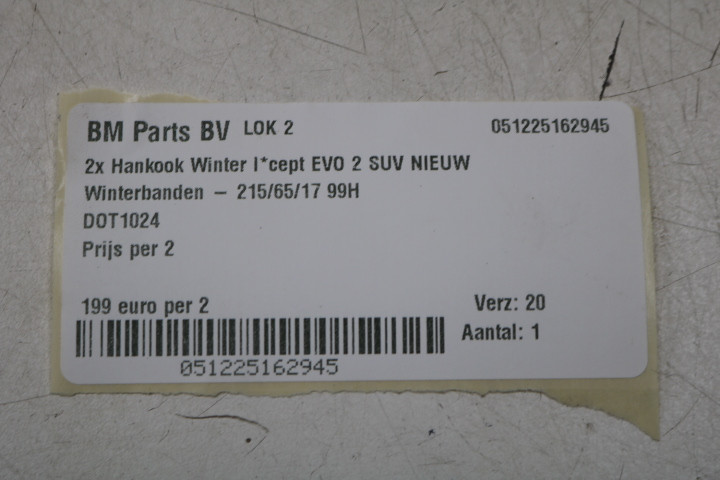 BM Parts BV LOK 2 051225162945
2x Hankook Winter I*cept EVO 2 SUV NIEUW
Winterbanden – 215/65/17 99H
DOT1024
Prijs per 2
199 euro per 2 Verz: 20
Aantal: 1
051225162945